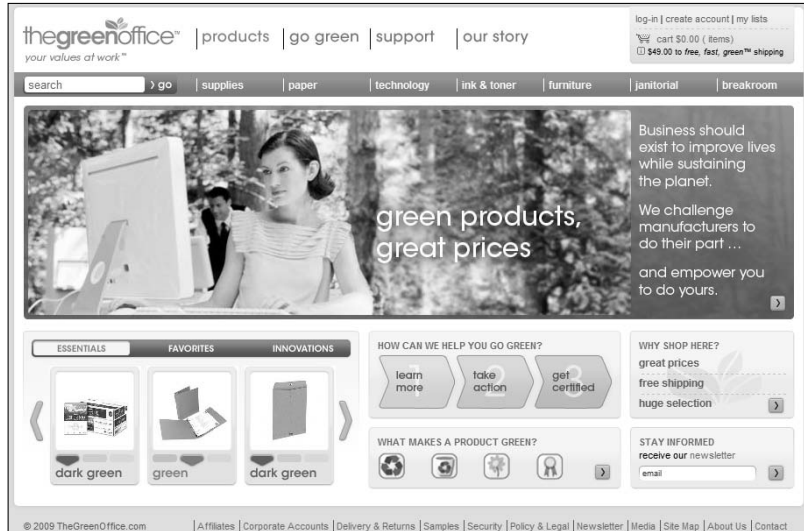 log-in | create account | my lists
thegreenoffice™ | products | go green | support | our story
your values at work™
cart $0.00 ( items)
$49.00 to free, fast, green™ shipping
search go | supplies | paper | technology | ink & toner | furniture | janitorial | breakroom
green products,
great prices
Business should
exist to improve lives
while sustaining
the planet.
We challenge
manufacturers to
do their part ...
and empower you
to do yours.
ESSENTIALS FAVORITES INNOVATIONS
dark green green dark green
HOW CAN WE HELP YOU GO GREEN?
1 learn more
2 take action
3 get certified
WHAT MAKES A PRODUCT GREEN?
WHY SHOP HERE?
great prices
free shipping
huge selection
STAY INFORMED
receive our newsletter
email
© 2009 TheGreenOffice.com | Affiliates | Corporate Accounts | Delivery & Returns | Samples | Security | Policy & Legal | Newsletter | Media | Site Map | About Us | Contact